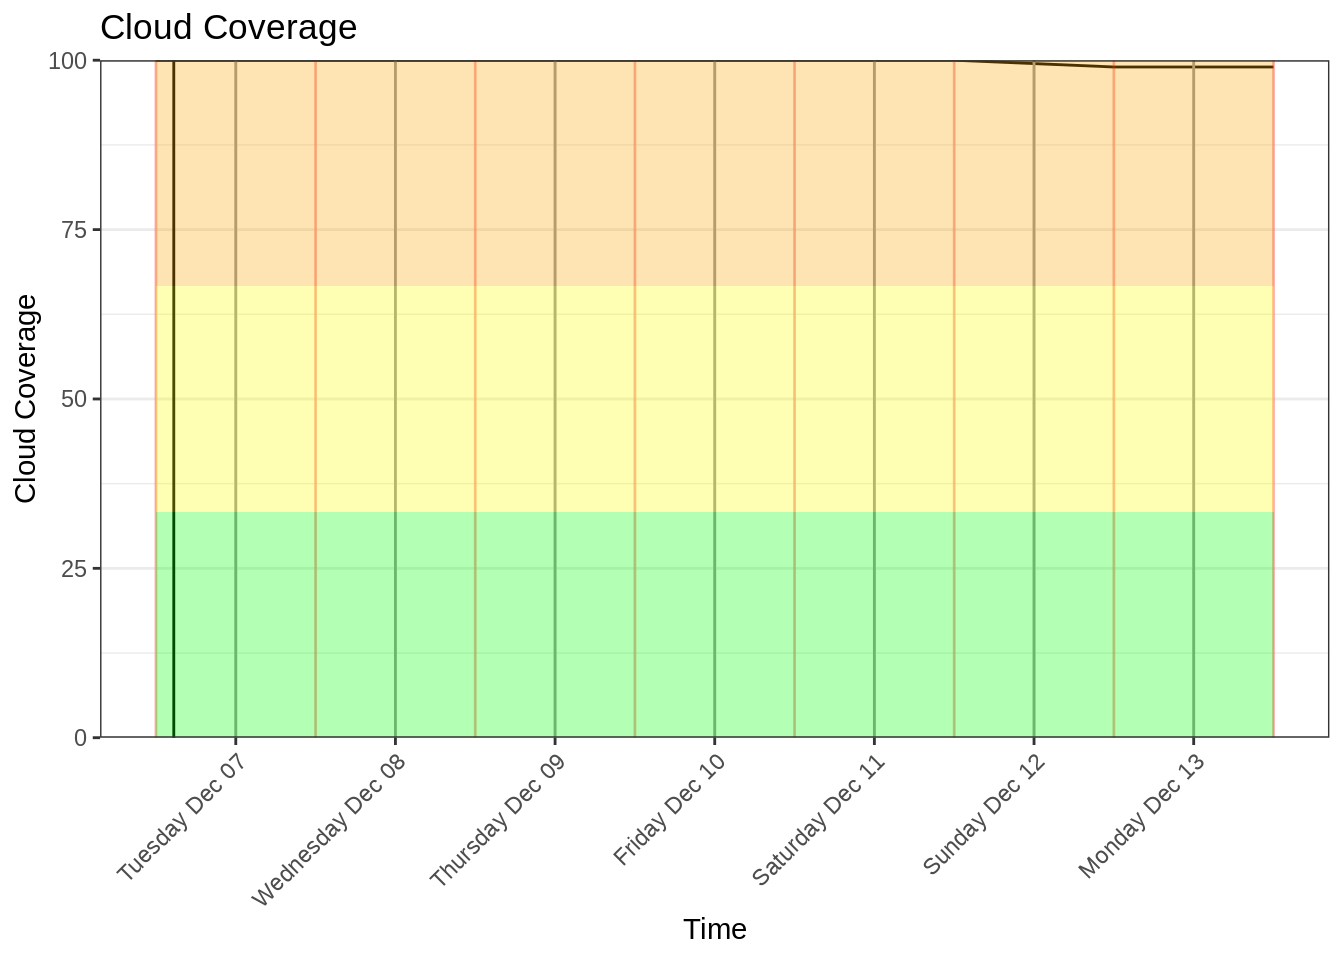 Cloud Coverage
100
75
50
25
0
Cloud Coverage
Tuesday Dec 07
Wednesday Dec 08
Thursday Dec 09
Friday Dec 10
Saturday Dec 11
Sunday Dec 12
Monday Dec 13
Time